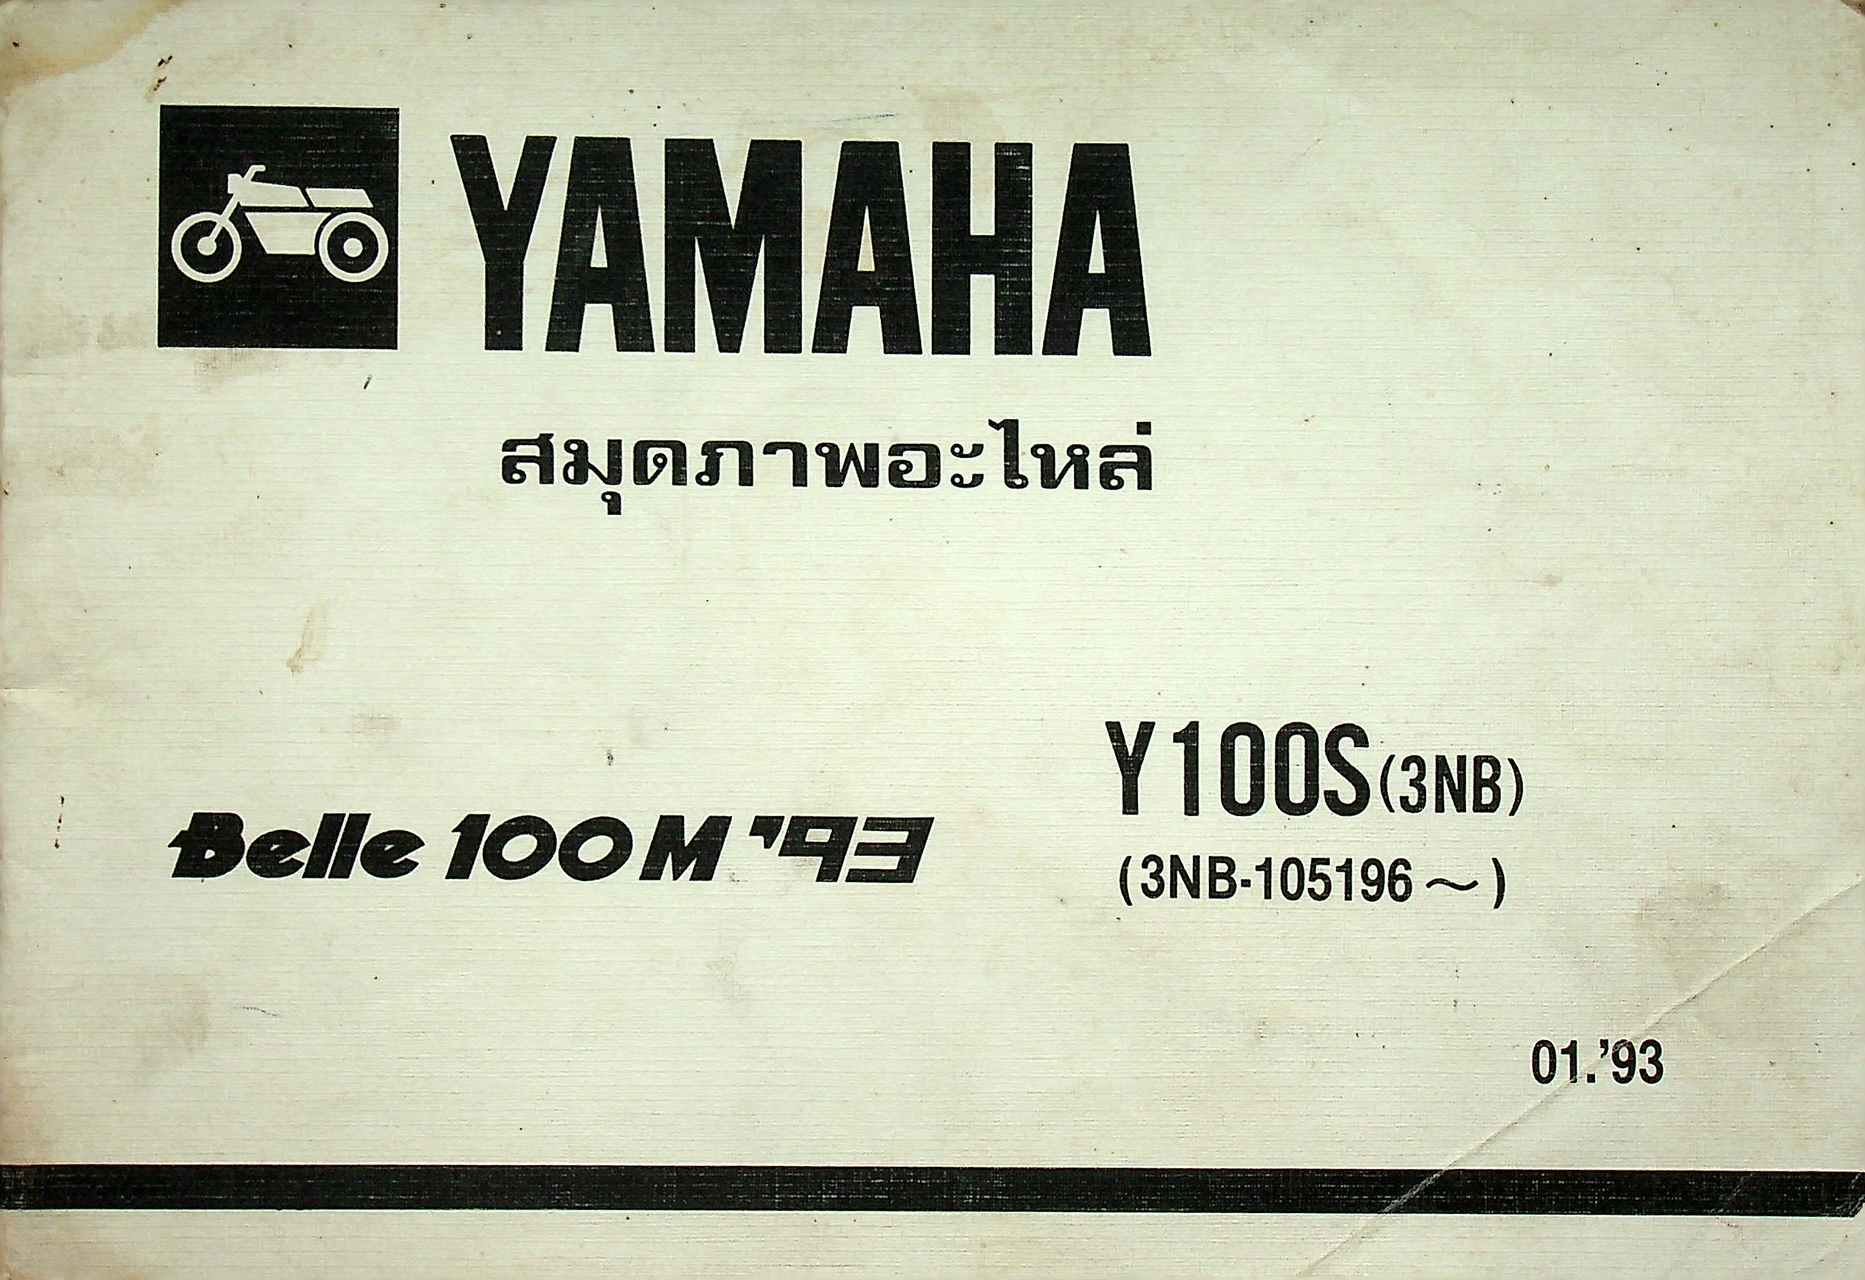 YAMAHA
สมุดภาพอะไหล่
Y100S (3NB)
Belle 100M '93
(3NB-105196～)
01.'93